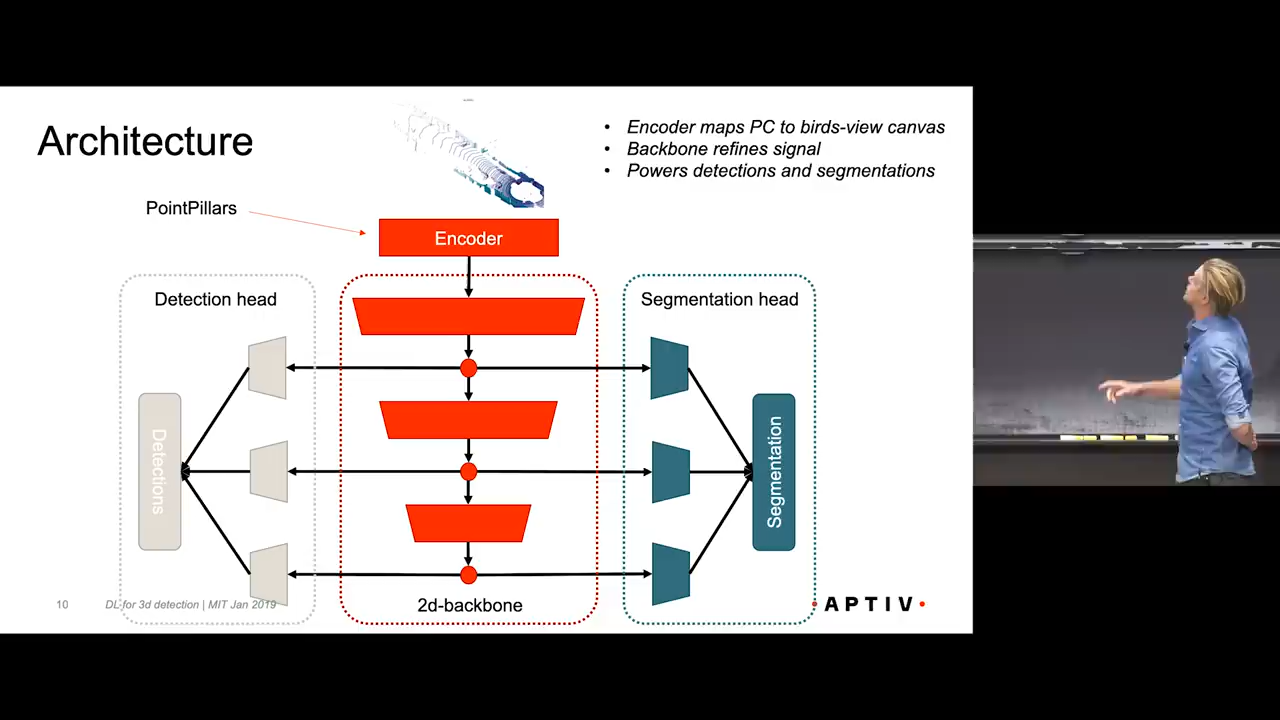 Architecture
• Encoder maps PC to birds-view canvas
• Backbone refines signal
• Powers detections and segmentations
PointPillars
Encoder
Detection head
Segmentation head
Detections
Segmentation
2d-backbone
10
DL for 3d detection | MIT Jan 2019
• A P T I V •